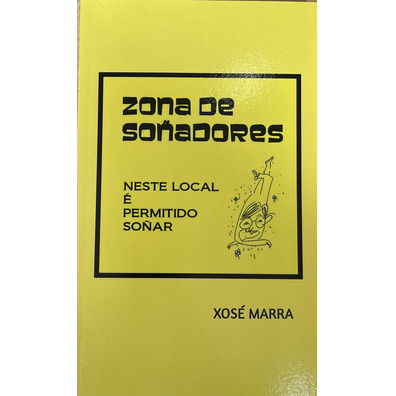 ZONA DE
SOÑADORES
NESTE LOCAL
É
PERMITIDO
SOÑAR
XOSÉ MARRA